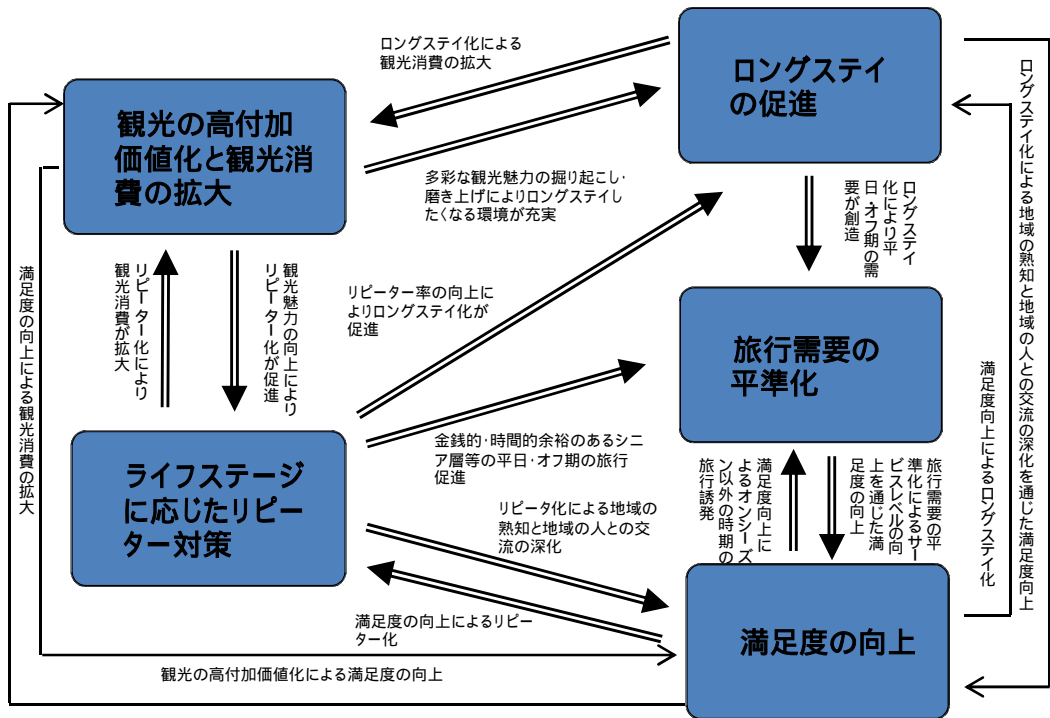 ロングステイ化による
観光消費の拡大
ロングステイ
の促進
観光の高付加
価値化と観光消
費の拡大
多彩な観光魅力の掘り起こし・
磨き上げによりロングステイし
たくなる環境が充実
ロングステイ
化により平
日・オフ期の需
要が創造
ロングステイ化による地域の熟知と地域の人との交流の深化を通じた満足度向上
満足度の向上による観光消費の拡大
リピーター化により
観光消費が拡大
観光魅力の向上により
リピーター化が促進
リピーター率の向上に
よりロングステイ化が
促進
旅行需要の
平準化
満足度向上によるロングステイ化
ライフステージ
に応じたリピー
ター対策
金銭的・時間的余裕のあるシニ
ア層等の平日・オフ期の旅行
促進
リピータ化による地域の
熟知と地域の人との交
流の深化
満足度向上に
よるオンシーズ
ン以外の時期の
旅行誘発
旅行需要の平
準化によるサー
ビスレベルの向
上を通じた満
足度の向上
満足度の向上によるリピー
ター化
満足度の向上
観光の高付加価値化による満足度の向上